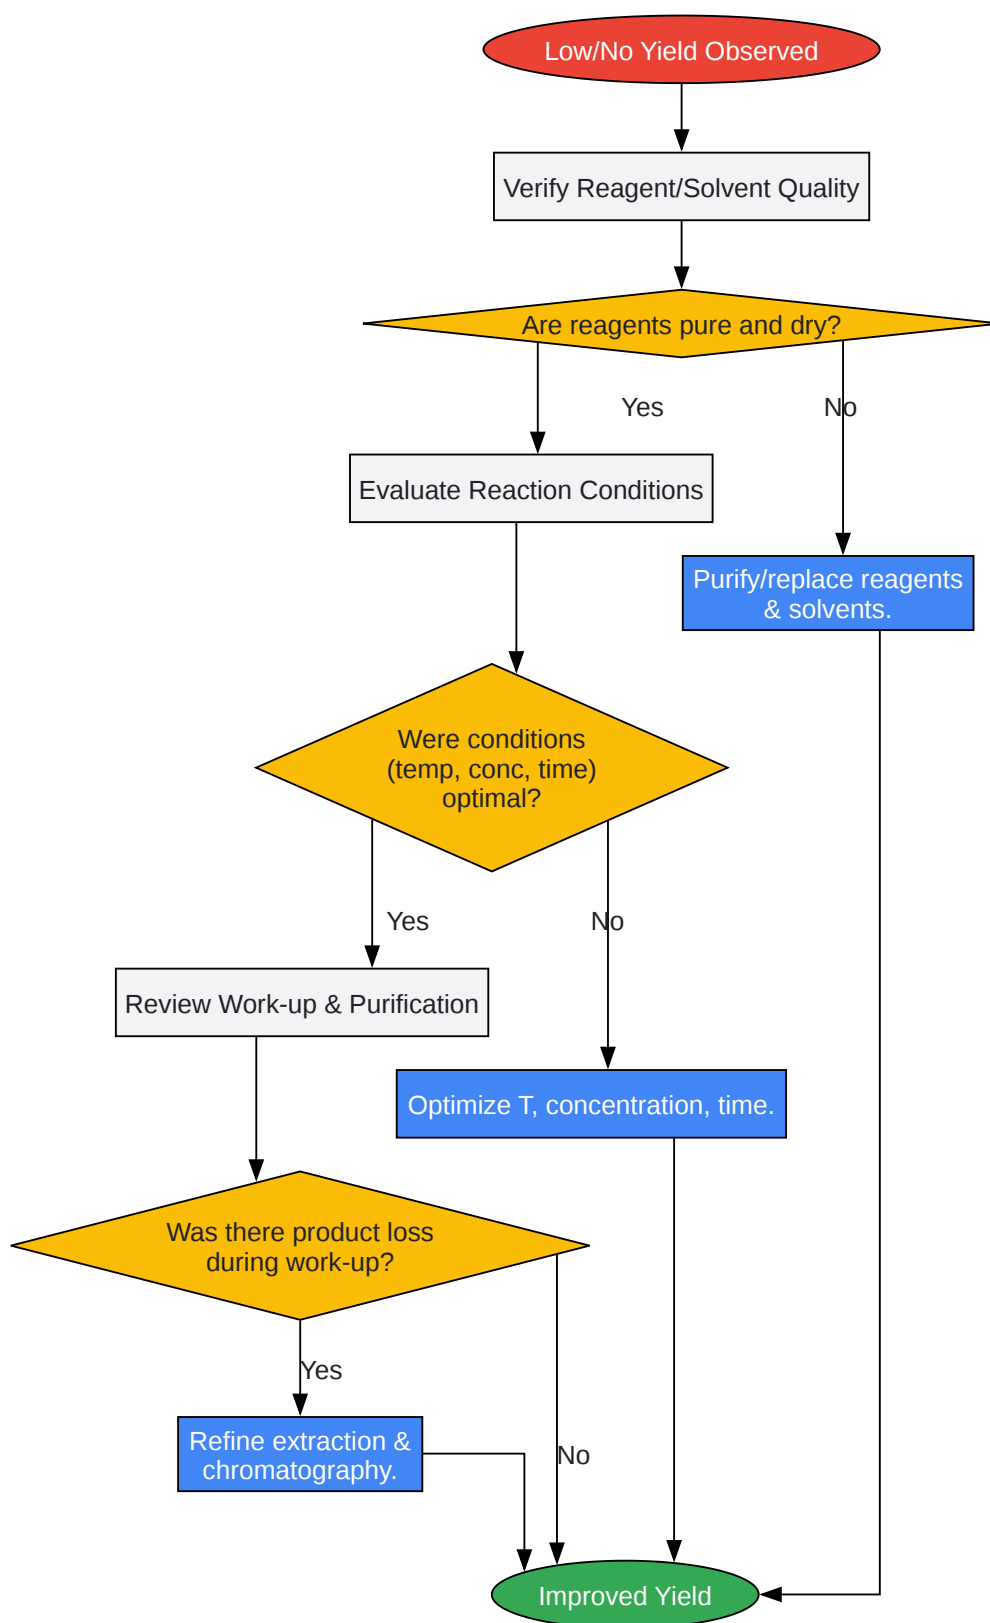 Low/No Yield Observed
Verify Reagent/Solvent Quality
Are reagents pure and dry?
Yes
No
Evaluate Reaction Conditions
Purify/replace reagents
& solvents.
Were conditions
(temp, conc, time)
optimal?
Yes
No
Review Work-up & Purification
Optimize T, concentration, time.
Was there product loss
during work-up?
Yes
Refine extraction &
chromatography.
No
Improved Yield